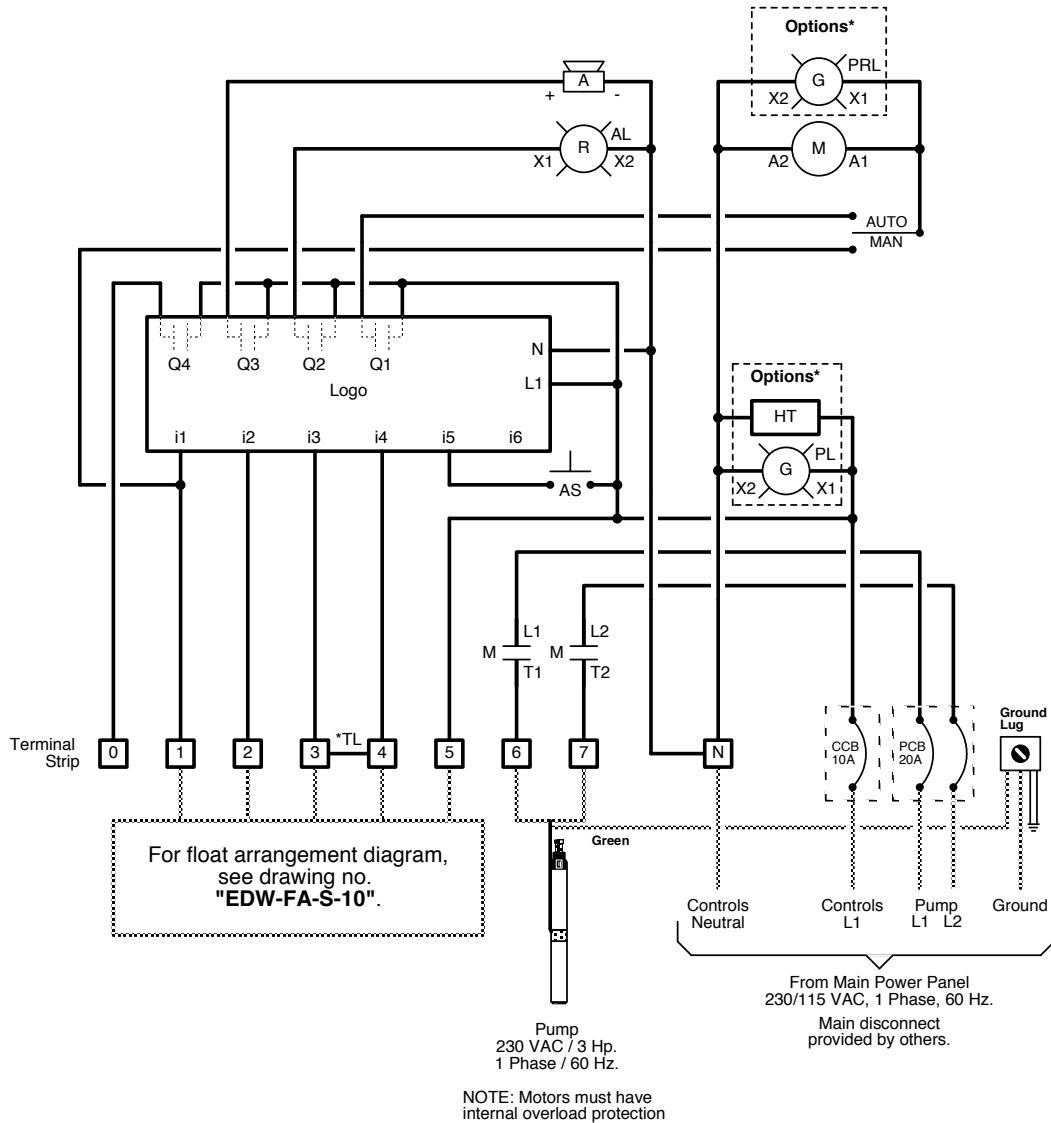 Options*
G
PRL
X2
X1
A
+
-
R
AL
X1
X2
A2
M
A1
AUTO
MAN
Q4
Q3
Q2
Q1
Logo
N
L1
i1
i2
i3
i4
i5
i6
AS
Options*
HT
G
PL
X2
X1
M
L1
T1
M
L2
T2
Terminal
Strip
0
1
2
3
*TL
4
5
6
7
N
CCB
10A
PCB
20A
Ground
Lug
Green
For float arrangement diagram,
see drawing no.
"EDW-FA-S-10".
Controls
Neutral
Controls
L1
Pump
L1 L2
Ground
From Main Power Panel
230/115 VAC, 1 Phase, 60 Hz.
Main disconnect
provided by others.
Pump
230 VAC / 3 Hp.
1 Phase / 60 Hz.
NOTE: Motors must have
internal overload protection